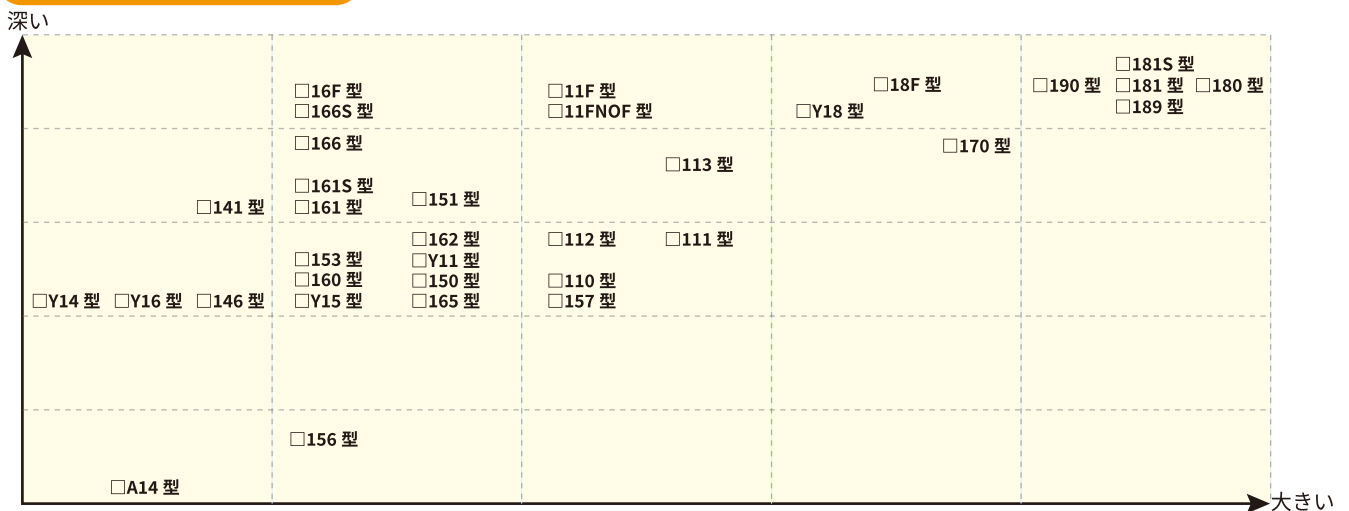 深い
□181S 型
□18F 型
□190 型 □181 型 □180 型
□16F 型
□11F 型
□189 型
□166S 型
□11FNOF 型
□Y18 型
□166 型
□170 型
□113 型
□161S 型
□151 型
□141 型
□161 型
□162 型
□112 型
□111 型
□153 型
□Y11 型
□160 型
□150 型
□110 型
□Y14 型 □Y16 型 □146 型
□Y15 型
□165 型
□157 型
□156 型
□A14 型
大きい